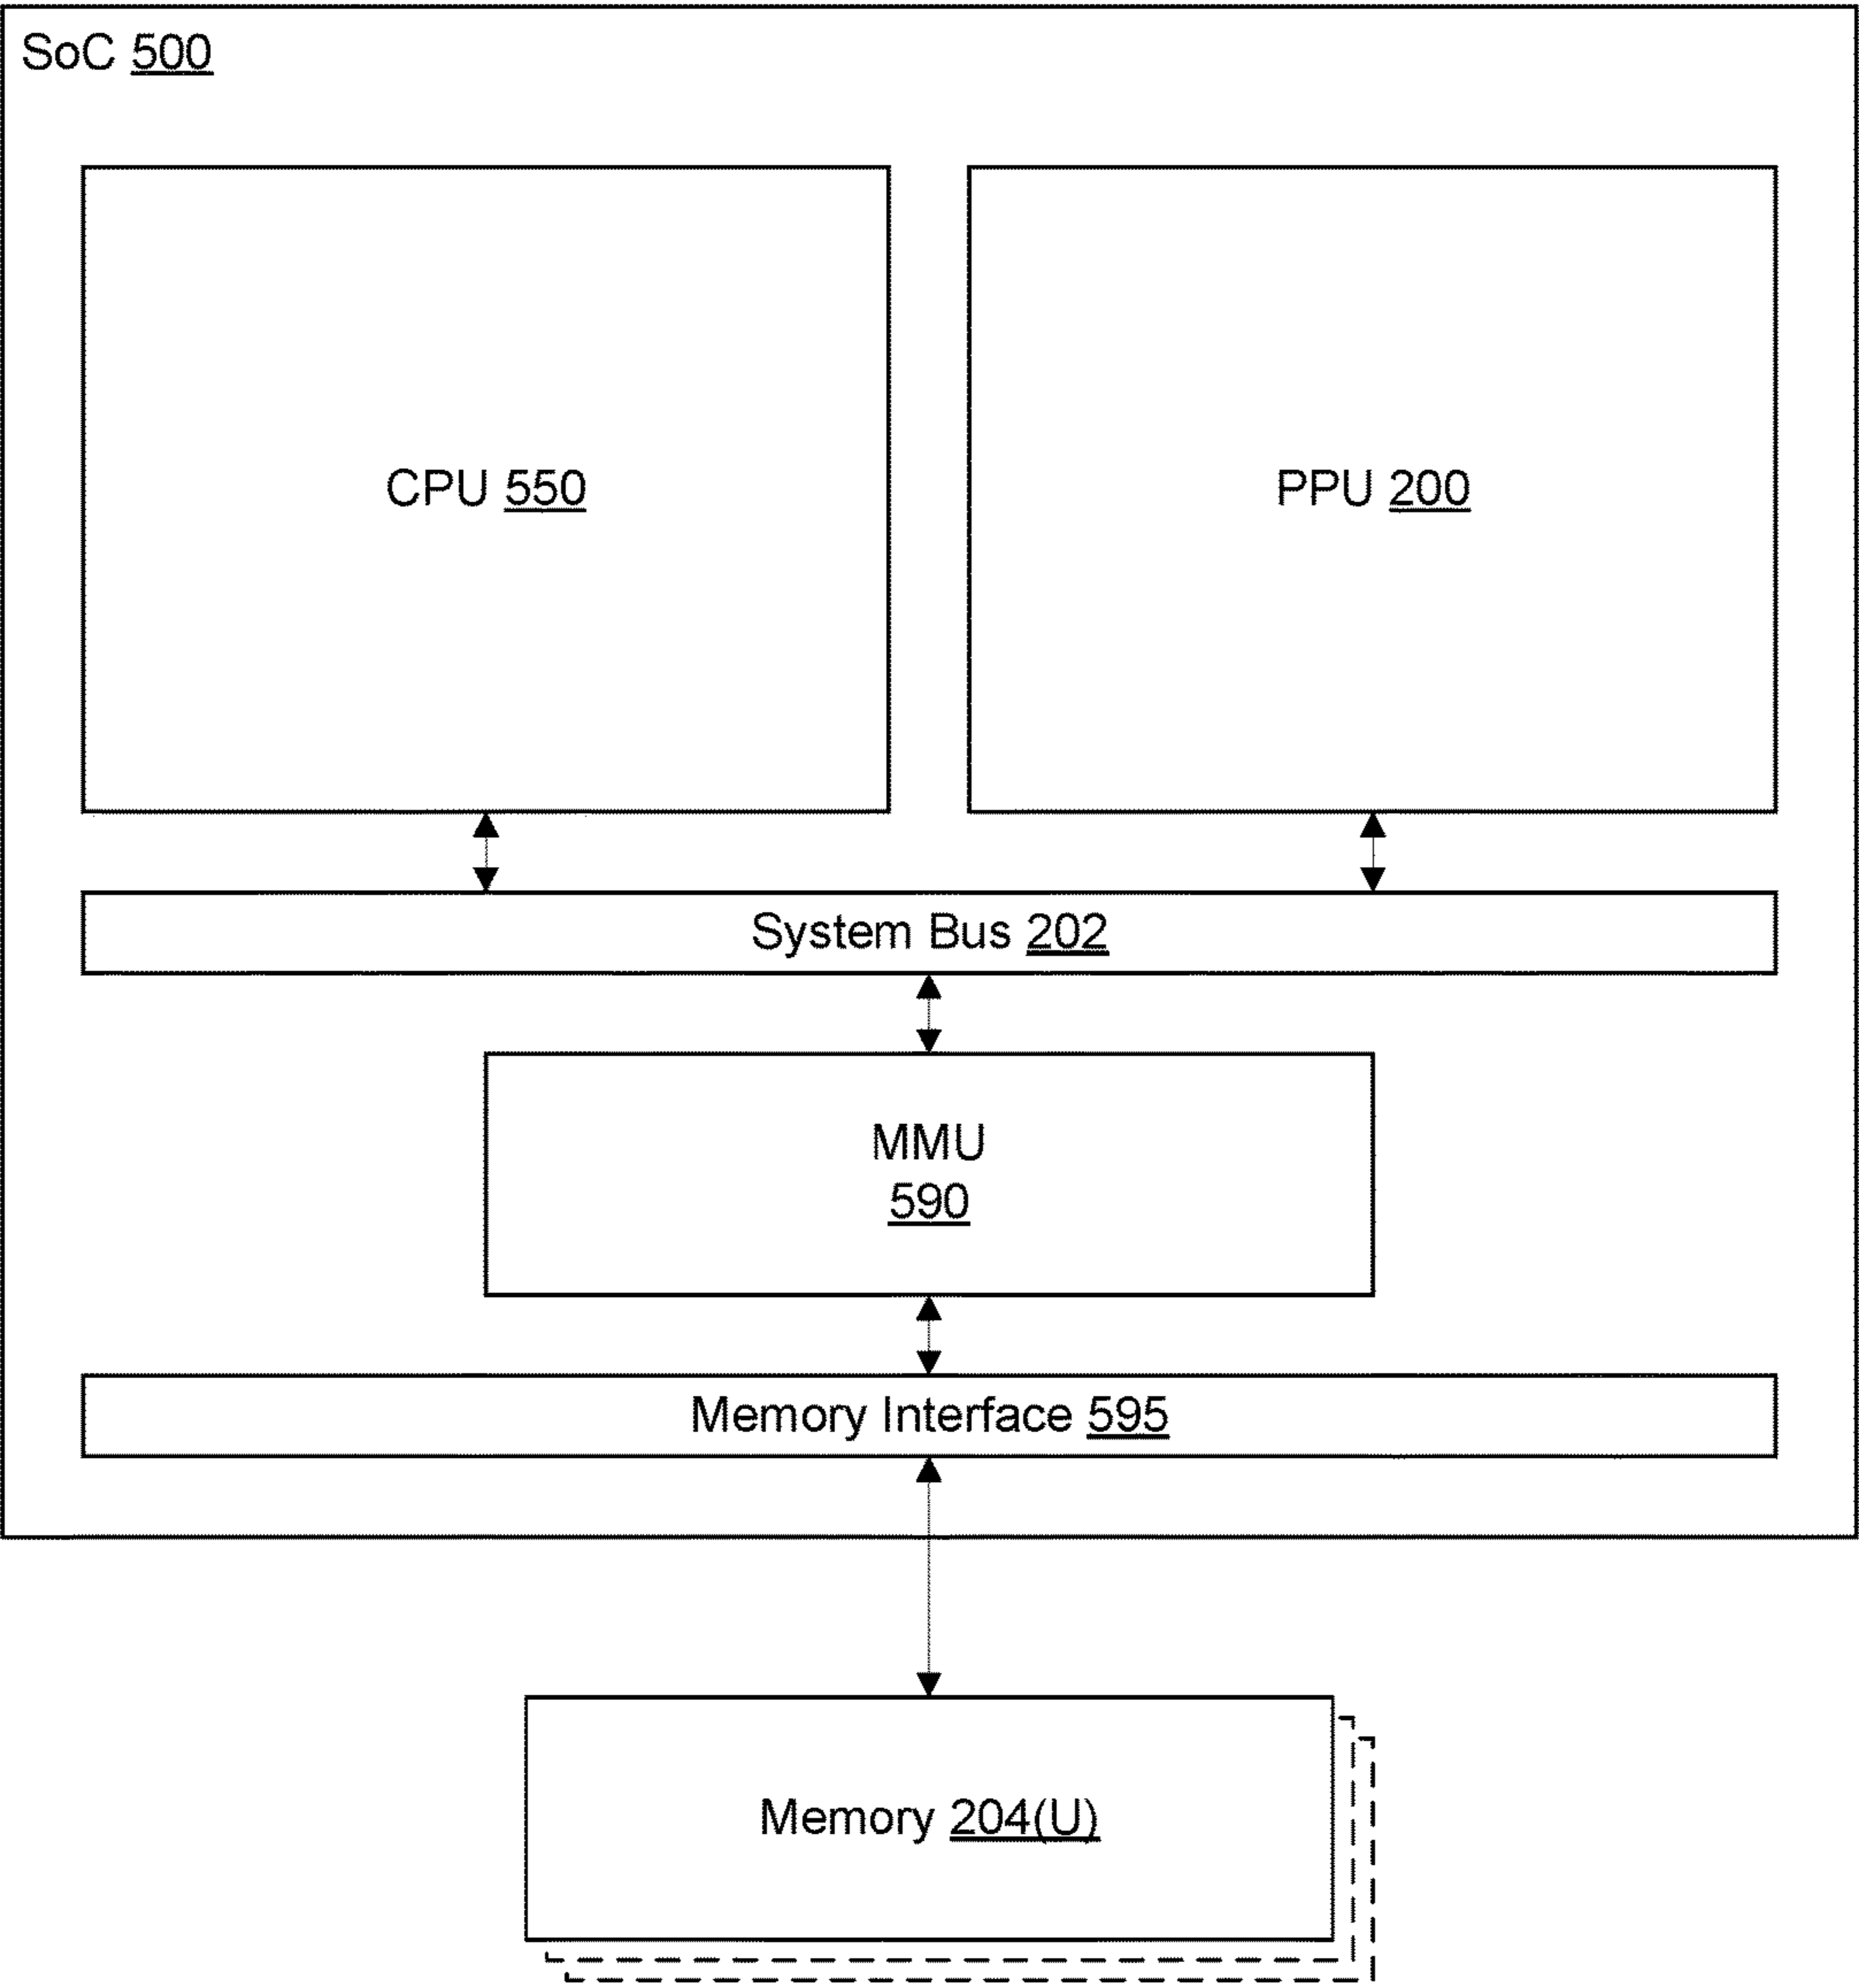 SoC 500
CPU 550
PPU 200
System Bus 202
MMU
590
Memory Interface 595
Memory 204(U)